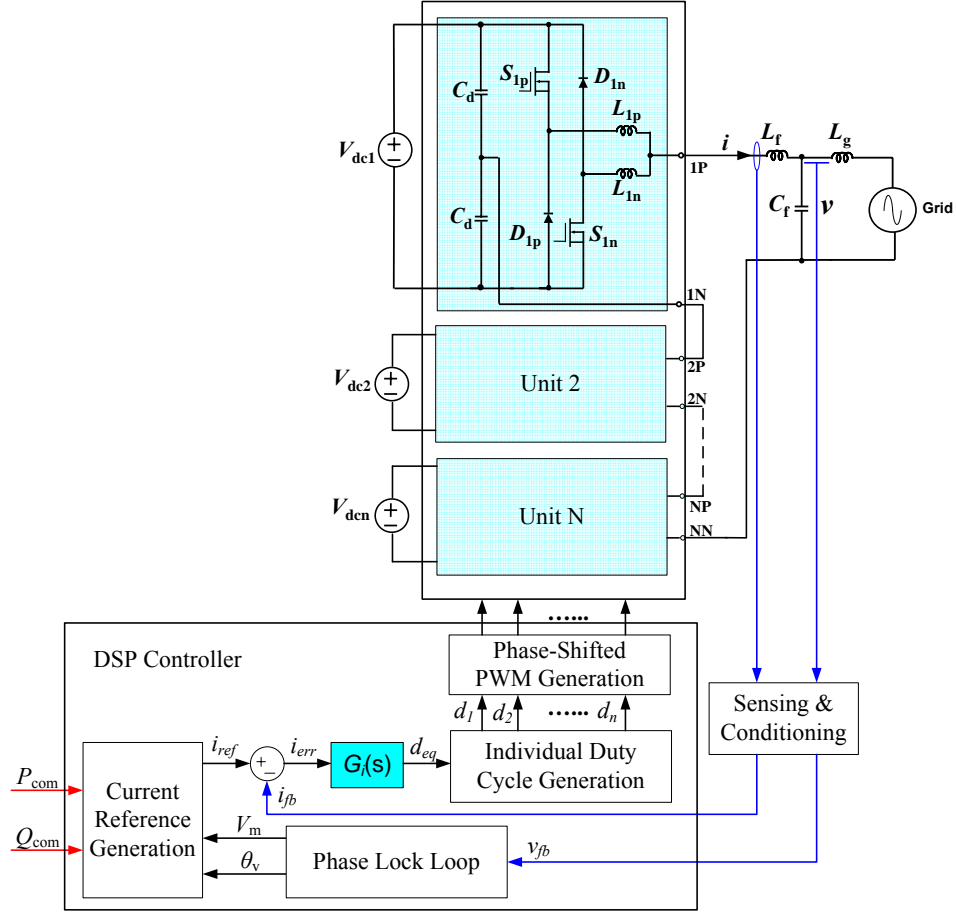 S1p
D1n
Cd
L1p
Vdc1
i
Lf
Lg
1P
L1n
Cd
D1p
S1n
Cf
v
Grid
1N
2P
Vdc2
Unit 2
2N
Vdcn
Unit N
NP
NN
…...
DSP Controller
Phase-Shifted
PWM Generation
d1
d2
…...
dn
Sensing &
Conditioning
iref
ierr
Gi(s)
deq
Individual Duty
Cycle Generation
+
−
Pcom
Current
Reference
Generation
ifb
Qcom
Vm
θv
Phase Lock Loop
vfb